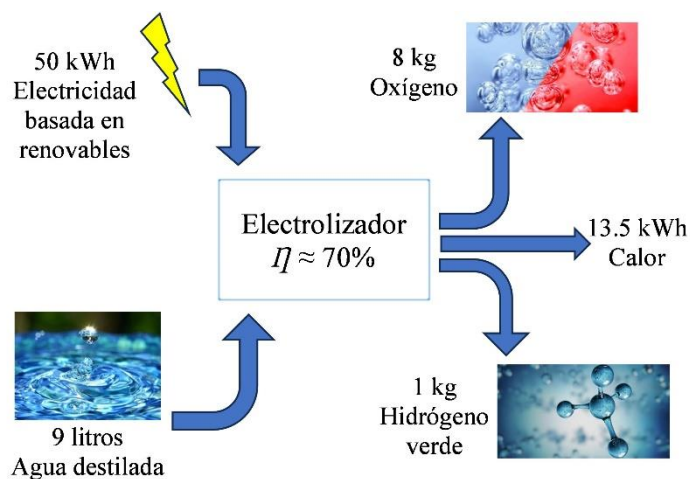 50 kWh
Electricidad
basada en
renovables
8 kg
Oxígeno
Electrolizador
η ≈ 70%
13.5 kWh
Calor
9 litros
Agua destilada
1 kg
Hidrógeno
verde